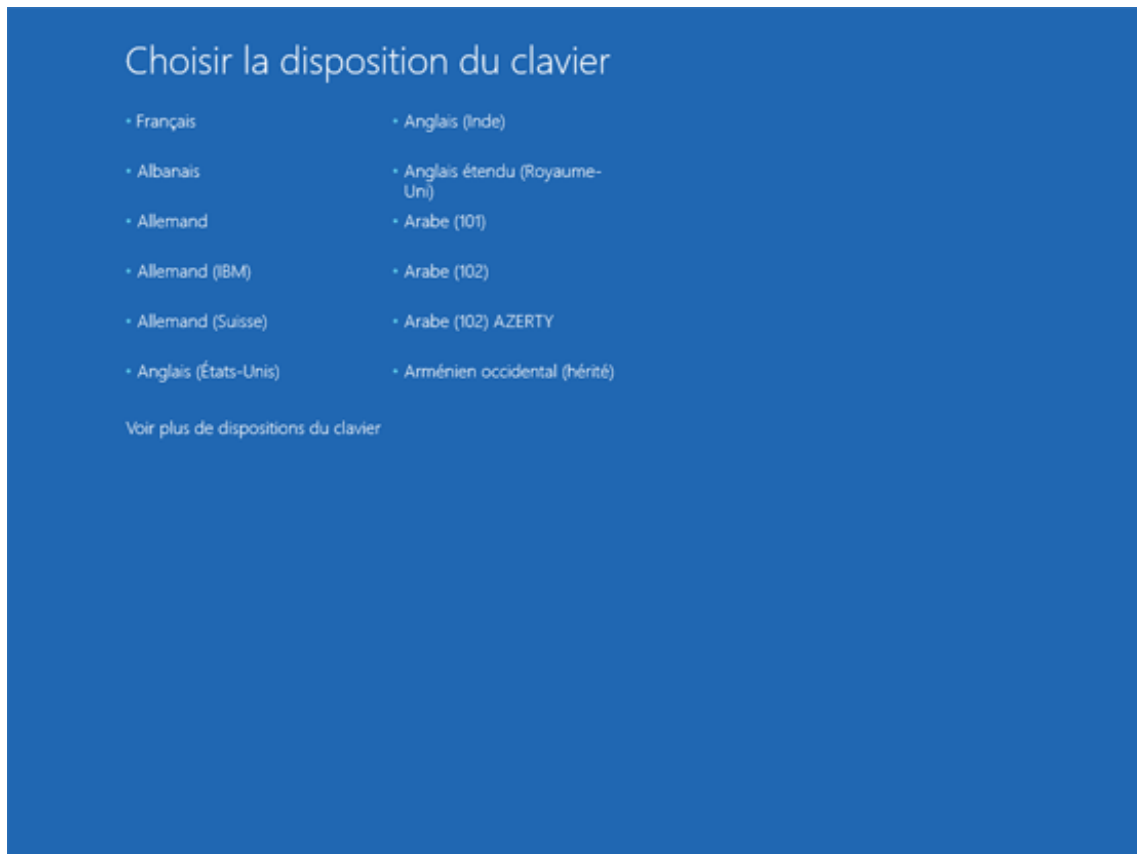 Choisir la disposition du clavier
• Français
• Albanais
• Allemand
• Allemand (IBM)
• Allemand (Suisse)
• Anglais (États-Unis)
• Anglais (Inde)
• Anglais étendu (Royaume-
Uni)
• Arabe (101)
• Arabe (102)
• Arabe (102) AZERTY
• Arménien occidental (hérité)
Voir plus de dispositions du clavier